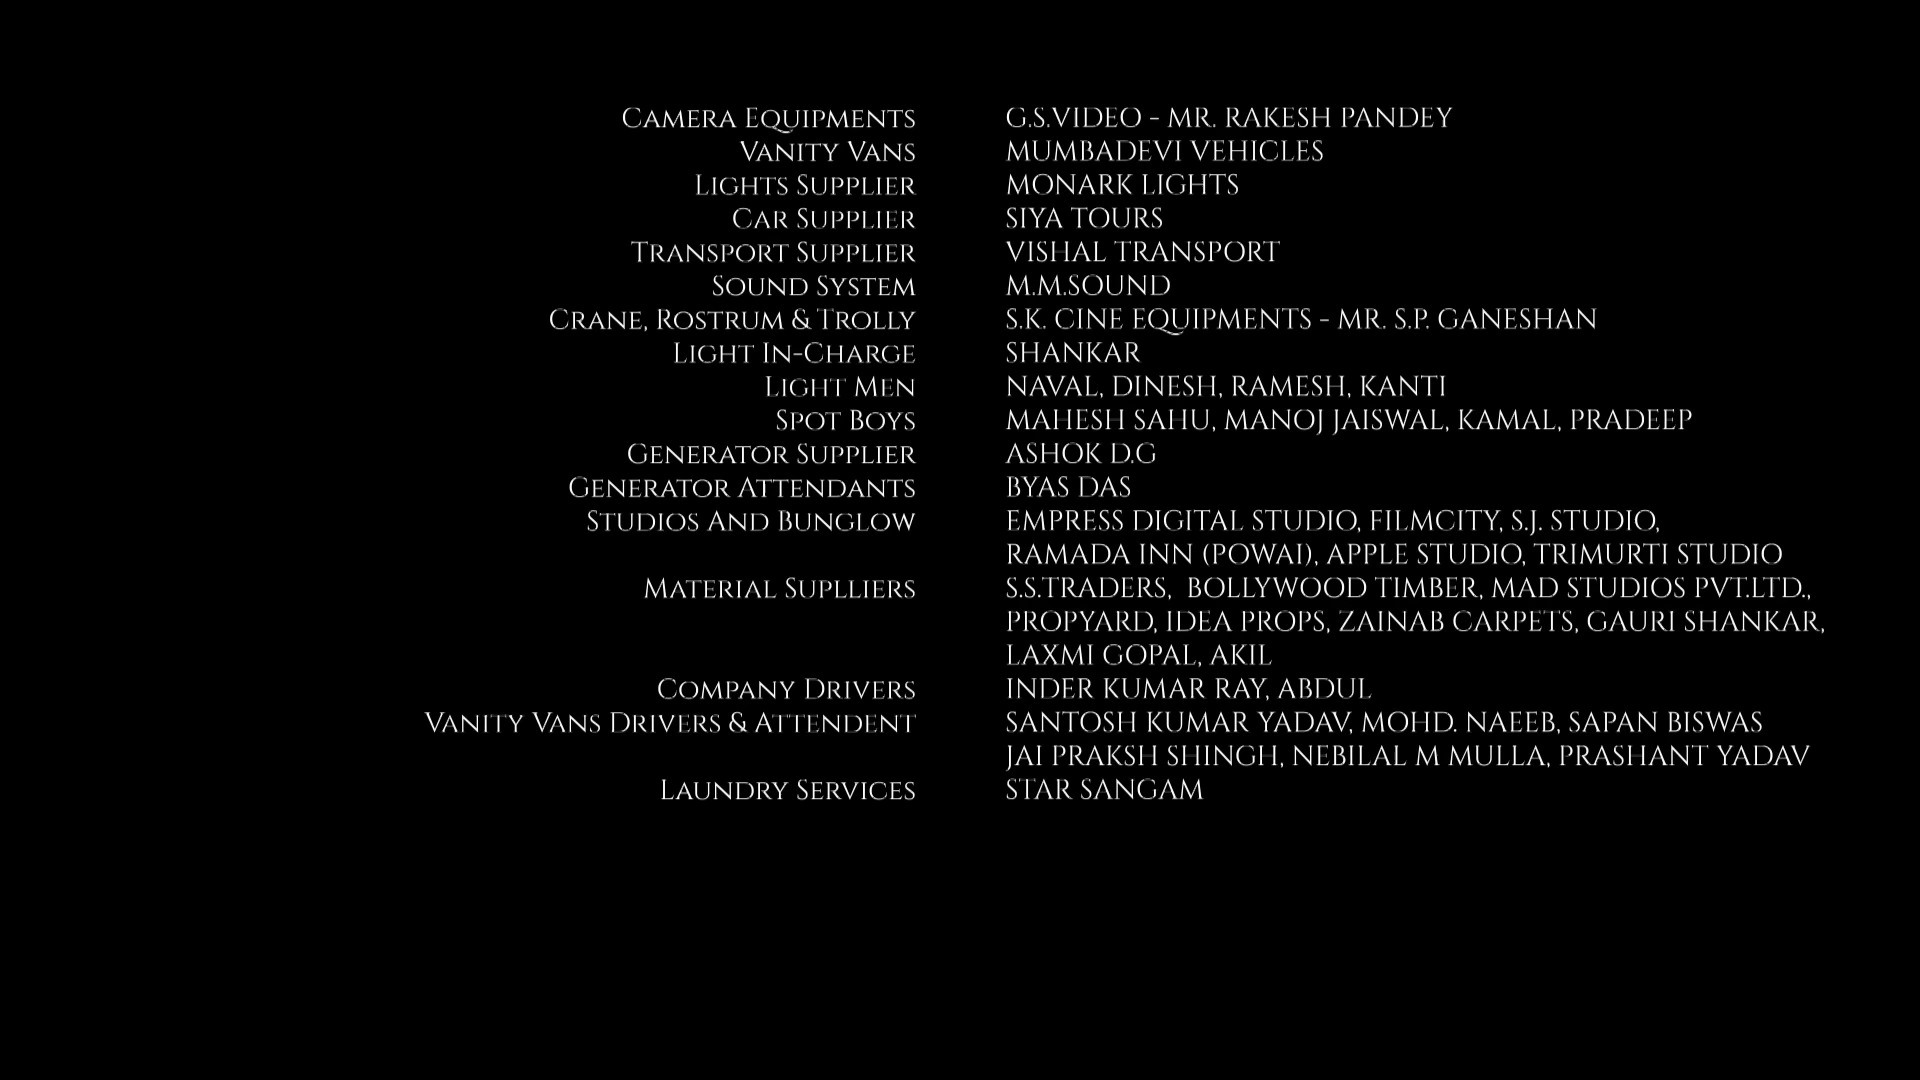 Camera Equipments G.S.VIDEO - MR. RAKESH PANDEY
Vanity Vans MUMBADEVI VEHICLES
Lights Supplier MONARK LIGHTS
Car Supplier SIYA TOURS
Transport Supplier VISHAL TRANSPORT
Sound System M.M.SOUND
Crane, Rostrum & Trolly S.K. CINE EQUIPMENTS - MR. S.P. GANESHAN
Light In-Charge SHANKAR
Light Men NAVAL, DINESH, RAMESH, KANTI
Spot Boys MAHESH SAHU, MANOJ JAISWAL, KAMAL, PRADEEP
Generator Supplier ASHOK D.G
Generator Attendants BYAS DAS
Studios And Bunglow EMPRESS DIGITAL STUDIO, FILMCITY, S.J. STUDIO,
RAMADA INN (POWAI), APPLE STUDIO, TRIMURTI STUDIO
Material Suplliers S.S.TRADERS, BOLLYWOOD TIMBER, MAD STUDIOS PVT.LTD.,
PROPYARD, IDEA PROPS, ZAINAB CARPETS, GAURI SHANKAR,
LAXMI GOPAL, AKIL
Company Drivers INDER KUMAR RAY, ABDUL
Vanity Vans Drivers & Attendent SANTOSH KUMAR YADAV, MOHD. NAEEB, SAPAN BISWAS
JAI PRAKSH SHINGH, NEBILAL M MULLA, PRASHANT YADAV
Laundry Services STAR SANGAM